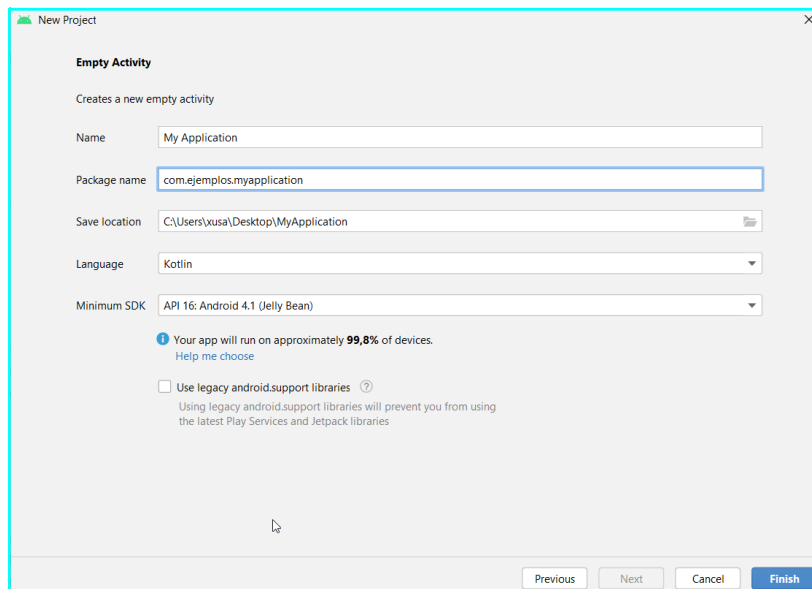 New Project
Empty Activity
Creates a new empty activity
Name My Application
Package name com.ejemplos.myapplication
Save location C:\Users\xusa\Desktop\MyApplication
Language Kotlin
Minimum SDK API 16: Android 4.1 (Jelly Bean)
i Your app will run on approximately 99,8% of devices.
Help me choose
Use legacy android.support libraries ?
Using legacy android.support libraries will prevent you from using
the latest Play Services and Jetpack libraries
Previous Next Cancel Finish